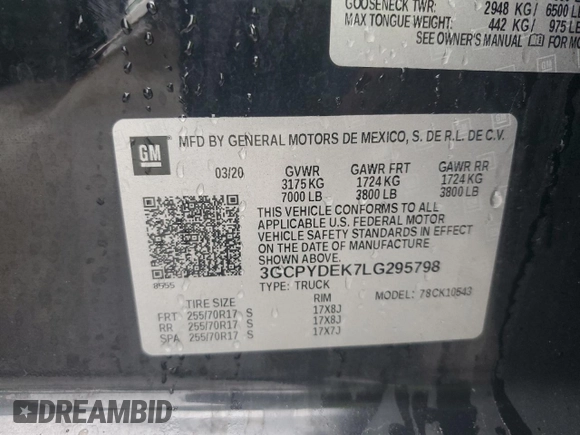 GOOSENECK TWR: 2948 KG/ 6500 LB
MAX TONGUE WEIGHT: 442 KG/ 975 LB
SEE OWNER'S MANUAL FOR MO
GM
MFD BY GENERAL MOTORS DE MEXICO, S. DE R.L. DE C.V.
03/20 GVWR GAWR FRT GAWR RR
3175 KG 1724 KG 1724 KG
7000 LB 3800 LB 3800 LB
THIS VEHICLE CONFORMS TO ALL
APPLICABLE U.S. FEDERAL MOTOR
VEHICLE SAFETY STANDARDS IN EFFECT
ON THE DATE OF MANUFACTURE
SHOWN ABOVE.
3GCPYDEK7LG295798
TYPE: TRUCK MODEL: 78CK10543
8955
TIRE SIZE RIM
FRT 255/70R17 S 17X8J
RR 255/70R17 S 17X8J
SPA 255/70R17 S 17X7J
DREAMBID